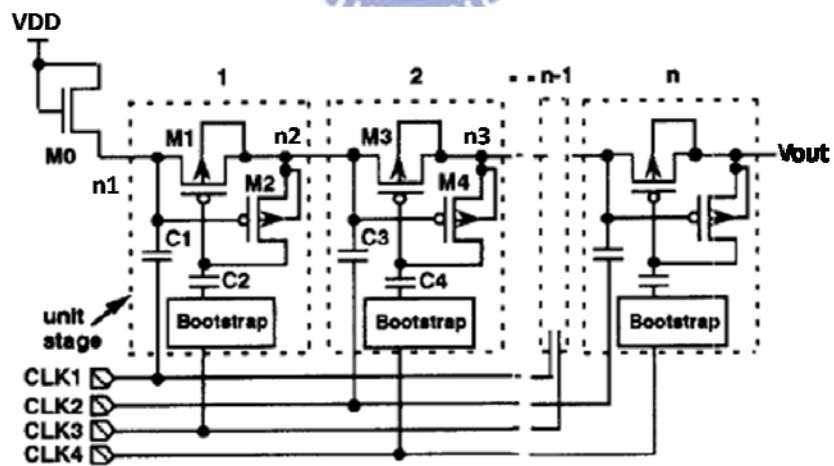 VDD
1
2
n-1
n
M0
n1
M1
n2
M2
M3
n3
M4
Vout
C1
C2
C3
C4
unit
stage
Bootstrap
Bootstrap
Bootstrap
CLK1
CLK2
CLK3
CLK4